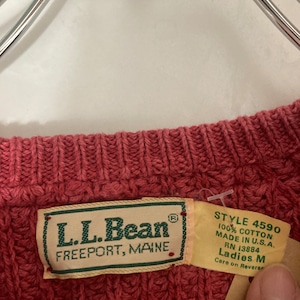 L.L.Bean®
FREEPORT, MAINE
STYLE 4590
100% COTTON
MADE IN U.S.A.
RN 13884
Ladies M
Care on Reverse